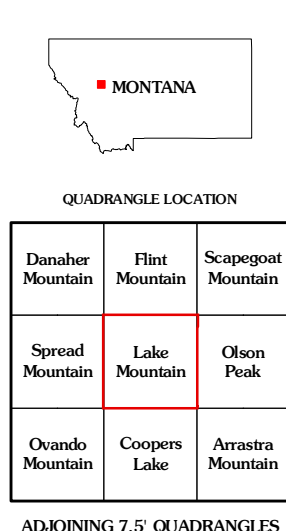 MONTANA
QUADRANGLE LOCATION
Danaher Mountain
Flint Mountain
Scapegoat Mountain
Spread Mountain
Lake Mountain
Olson Peak
Ovando Mountain
Coopers Lake
Arrastra Mountain
ADJOINING 7.5' QUADRANGLES